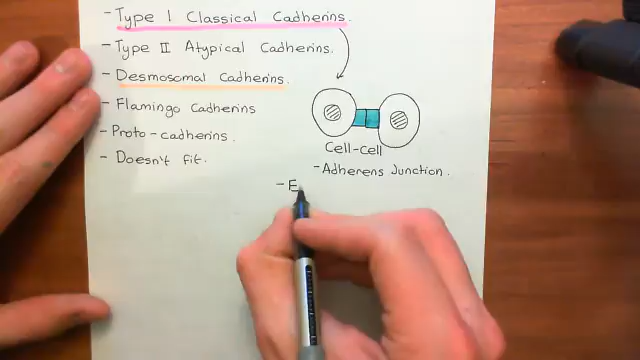 - Type I Classical Cadherins.
- Type II Atypical Cadherins.
- Desmosomal Cadherins.
- Flamingo Cadherins
- Proto-cadherins.
- Doesn't fit.
Cell-cell
- Adherens Junction.
- E